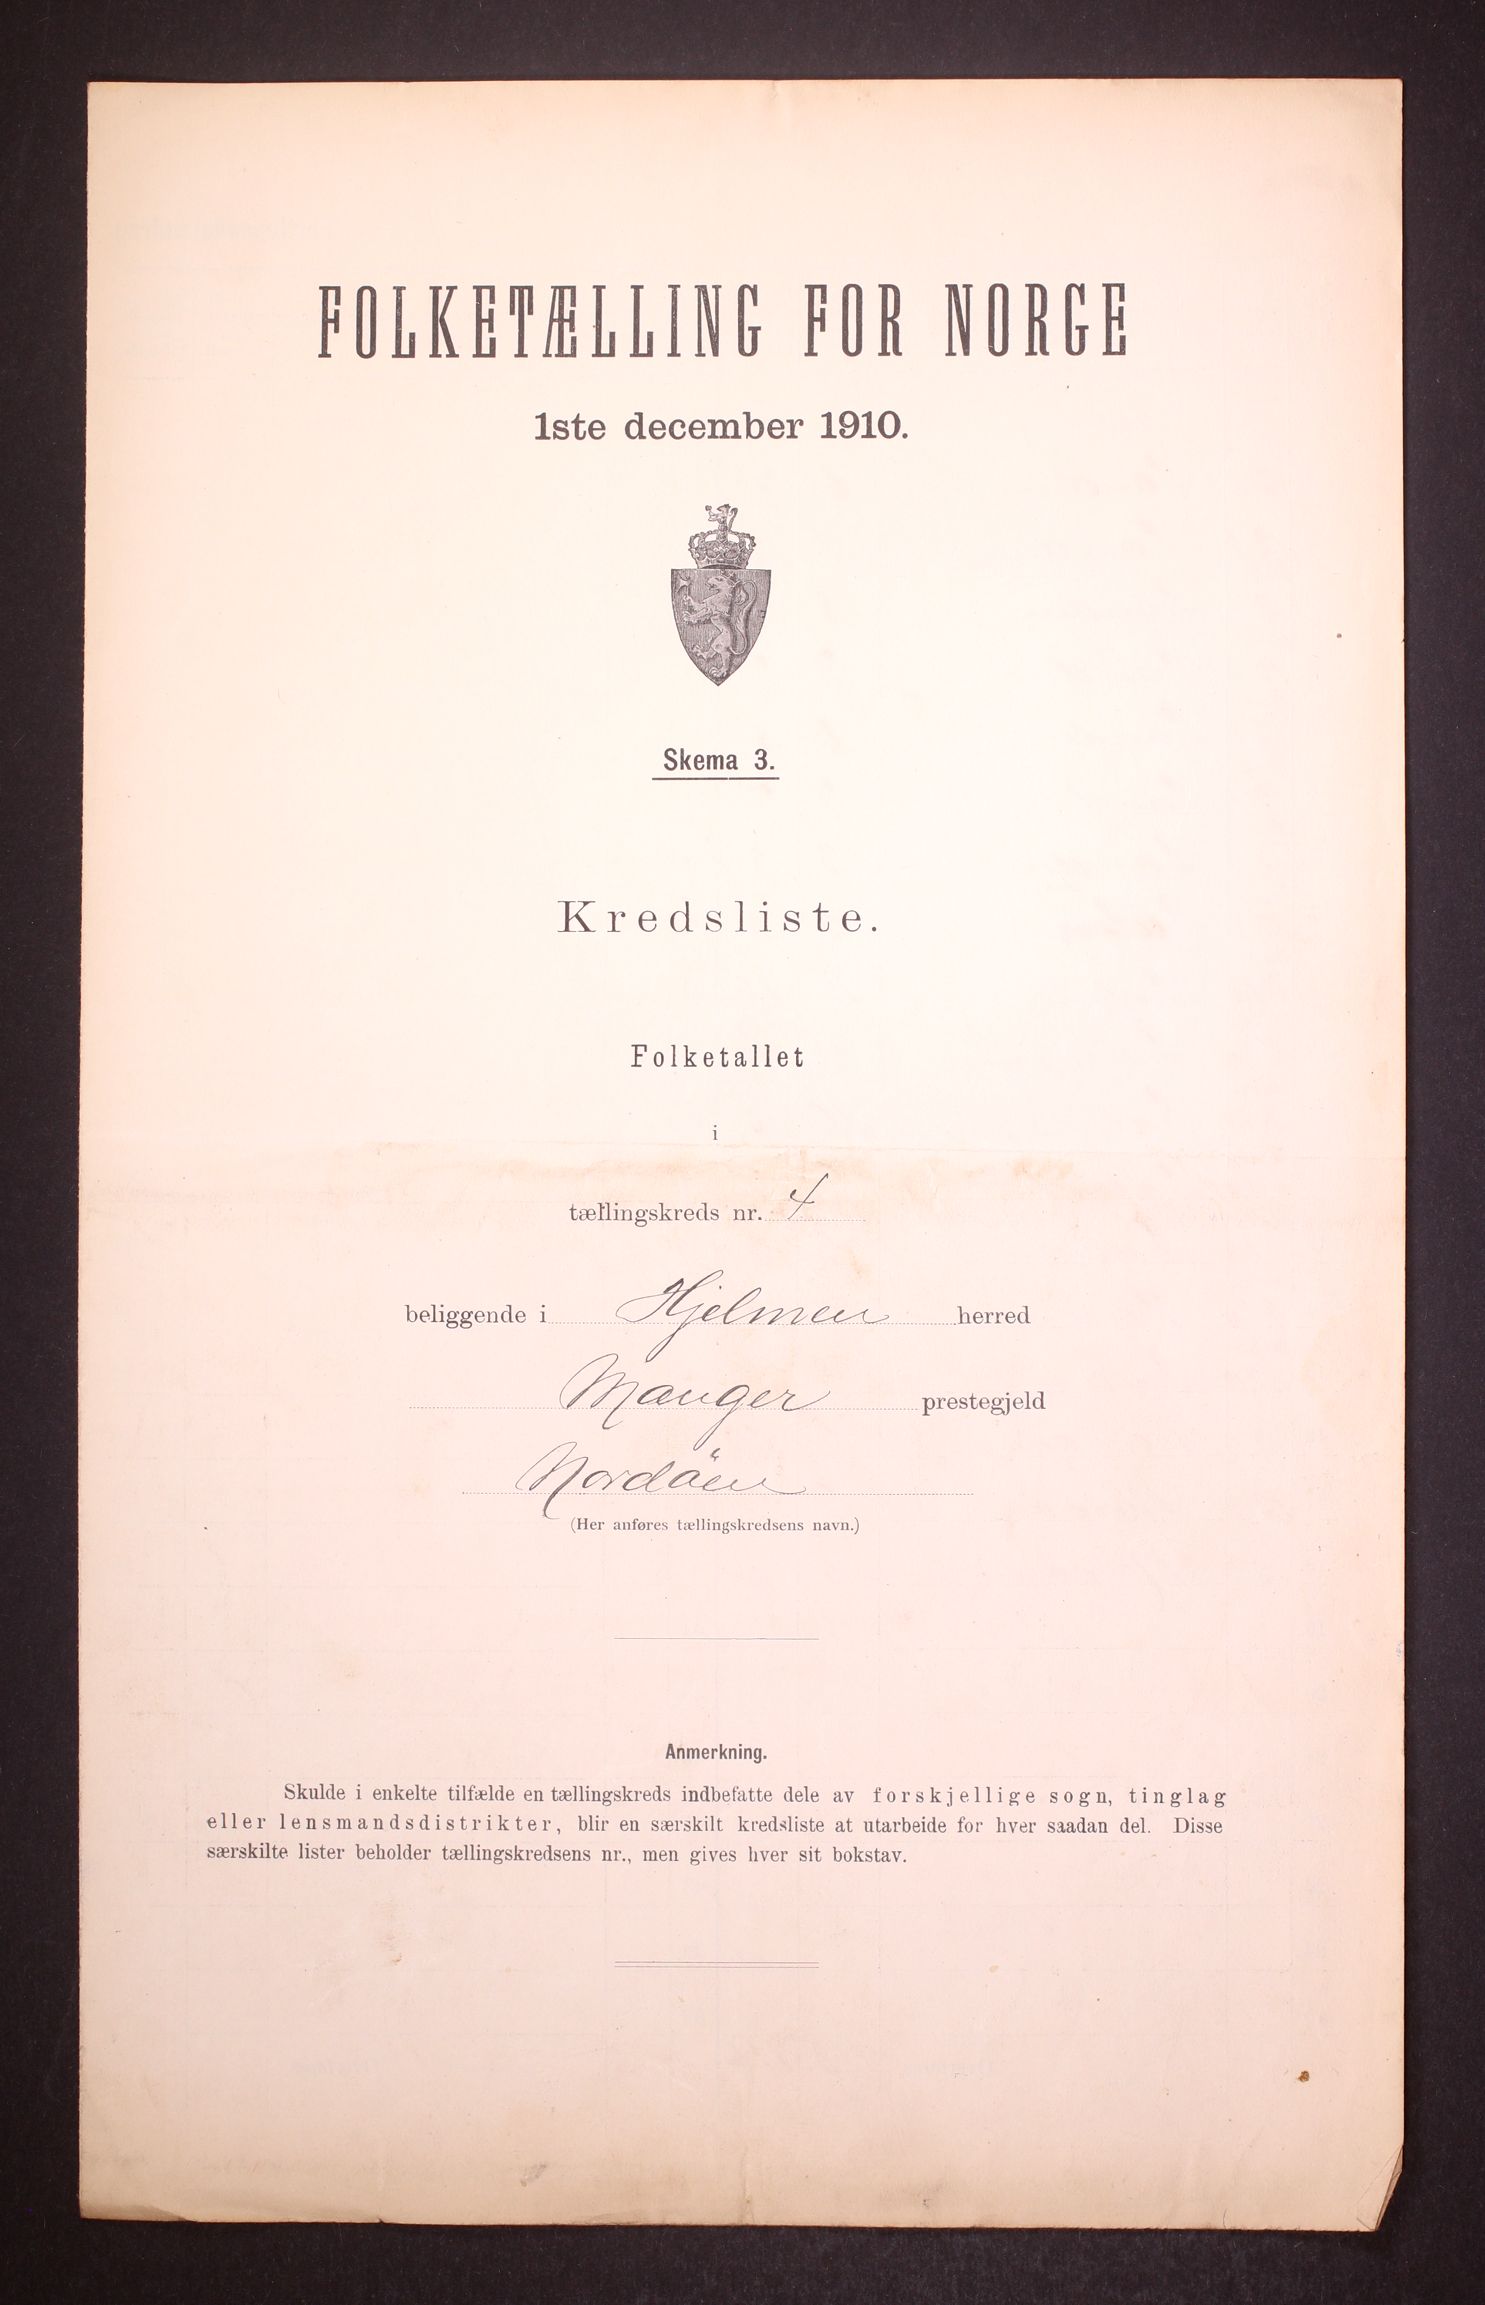 FOLKETÆLLING FOR NORGE
1ste december 1910.
Skema 3.
Kredsliste.
Folketallet
i
tællingskreds nr. 4
beliggende i Hjelmen herred
Manger prestegjeld
Nordöen
(Her anføres tællingskredsens navn.)
Anmerkning.
Skulde i enkelte tilfælde en tællingskreds indbefatte dele av forskjellige sogn, tinglag
eller lensmandsdistrikter, blir en særskilt kredsliste at utarbeide for hver saadan del. Disse
særskilte lister beholder tællingskredsens nr., men gives hver sit bokstav.